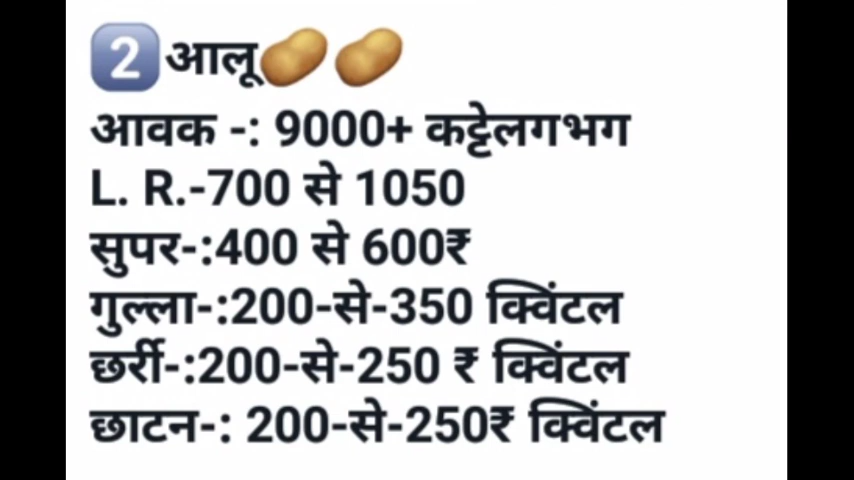 2️⃣आलू🥔🥔
आवक -: 9000+ कट्टेलगभग
L. R.-700 से 1050
सुपर-:400 से 600₹
गुल्ला-:200-से-350 क्विंटल
छर्री-:200-से-250 ₹ क्विंटल
छाटन-: 200-से-250₹ क्विंटल